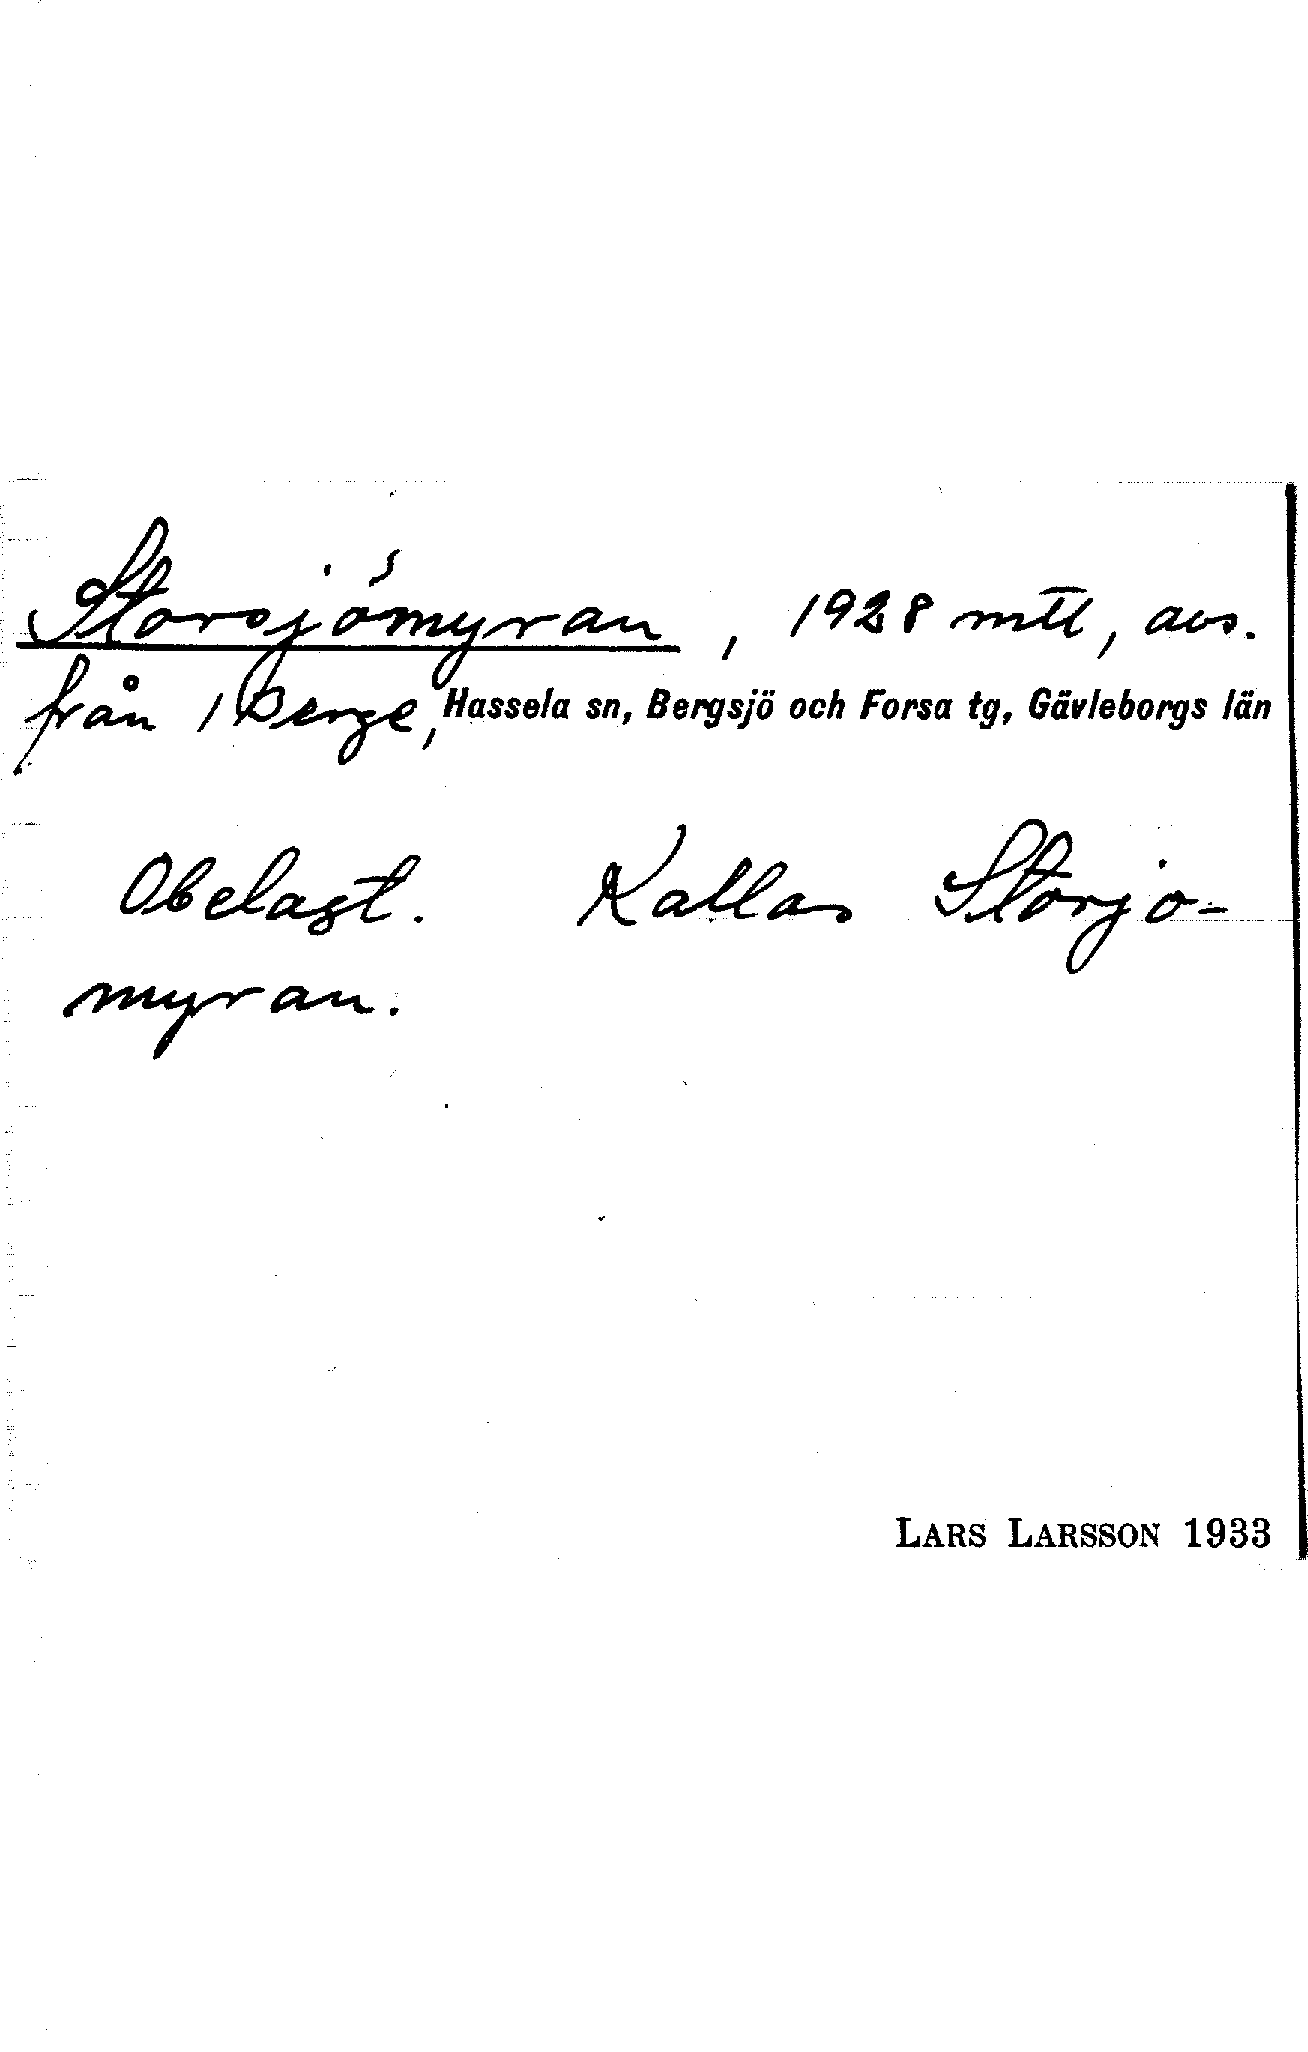 Storsjömyran, 1928 mtl, avs.
från 1 Berge, Hassela sn, Bergsjö och Forsa tg, Gävleborgs län
Obelagt. Kallas Storjo-
myran.
LARS LARSSON 1933